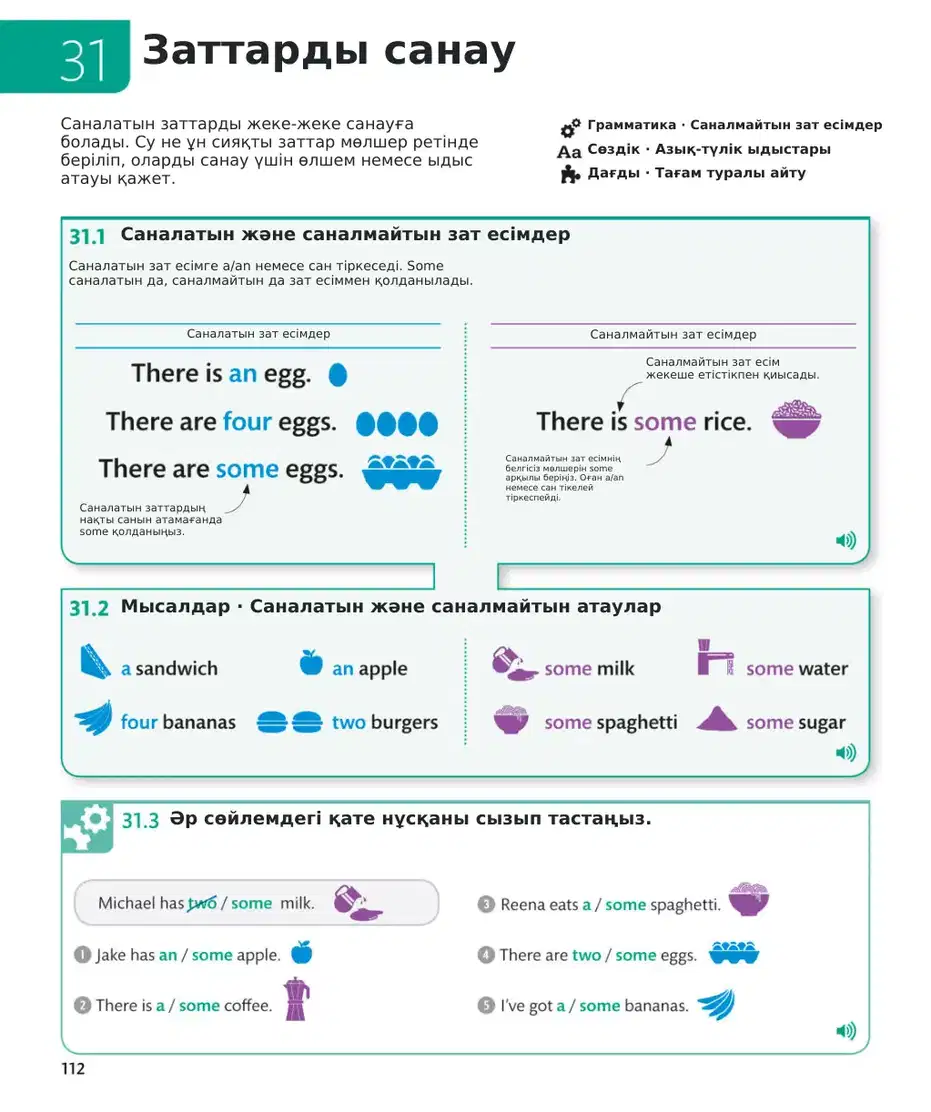 31
Заттарды санау
Саналатын заттарды жеке-жеке санауға
болады. Су не ұн сияқты заттар мөлшер ретінде
беріліп, оларды санау үшін өлшем немесе ыдыс
атауы қажет.
Грамматика · Саналмайтын зат есімдер
Aa Сөздік · Азық-түлік ыдыстары
Дағды · Тағам туралы айту
31.1 Саналатын және саналмайтын зат есімдер
Саналатын зат есімге a/an немесе сан тіркеседі. Some
саналатын да, саналмайтын да зат есіммен қолданылады.
Саналатын зат есімдер
There is an egg.
There are four eggs.
There are some eggs.
Саналатын заттардың
нақты санын атамағанда
some қолданыңыз.
Саналмайтын зат есімдер
Саналмайтын зат есім
жекеше етістікпен қиысады.
There is some rice.
Саналмайтын зат есімнің
белгісіз мөлшерін some
арқылы беріңіз. Оған a/an
немесе сан тікелей
тіркеспейді.
31.2 Мысалдар · Саналатын және саналмайтын атаулар
a sandwich
an apple
some milk
some water
four bananas
two burgers
some spaghetti
some sugar
31.3 Әр сөйлемдегі қате нұсқаны сызып тастаңыз.
Michael has two / some milk.
1 Jake has an / some apple.
2 There is a / some coffee.
3 Reena eats a / some spaghetti.
4 There are two / some eggs.
5 I've got a / some bananas.
112